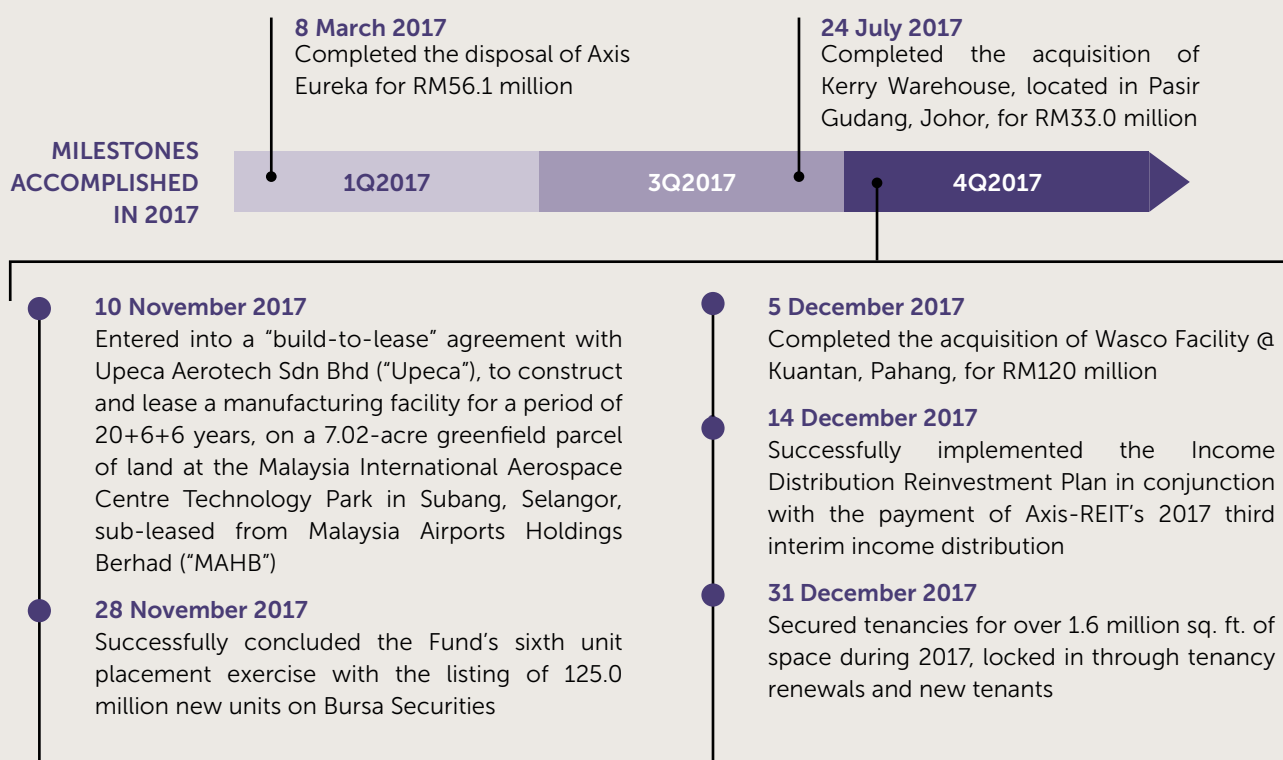 8 March 2017
Completed the disposal of Axis
Eureka for RM56.1 million
24 July 2017
Completed the acquisition of
Kerry Warehouse, located in Pasir
Gudang, Johor, for RM33.0 million
MILESTONES
ACCOMPLISHED
IN 2017
1Q2017
3Q2017
4Q2017
10 November 2017
Entered into a “build-to-lease” agreement with
Upeca Aerotech Sdn Bhd (“Upeca”), to construct
and lease a manufacturing facility for a period of
20+6+6 years, on a 7.02-acre greenfield parcel
of land at the Malaysia International Aerospace
Centre Technology Park in Subang, Selangor,
sub-leased from Malaysia Airports Holdings
Berhad (“MAHB”)
28 November 2017
Successfully concluded the Fund’s sixth unit
placement exercise with the listing of 125.0
million new units on Bursa Securities
5 December 2017
Completed the acquisition of Wasco Facility @
Kuantan, Pahang, for RM120 million
14 December 2017
Successfully implemented the Income
Distribution Reinvestment Plan in conjunction
with the payment of Axis-REIT’s 2017 third
interim income distribution
31 December 2017
Secured tenancies for over 1.6 million sq. ft. of
space during 2017, locked in through tenancy
renewals and new tenants